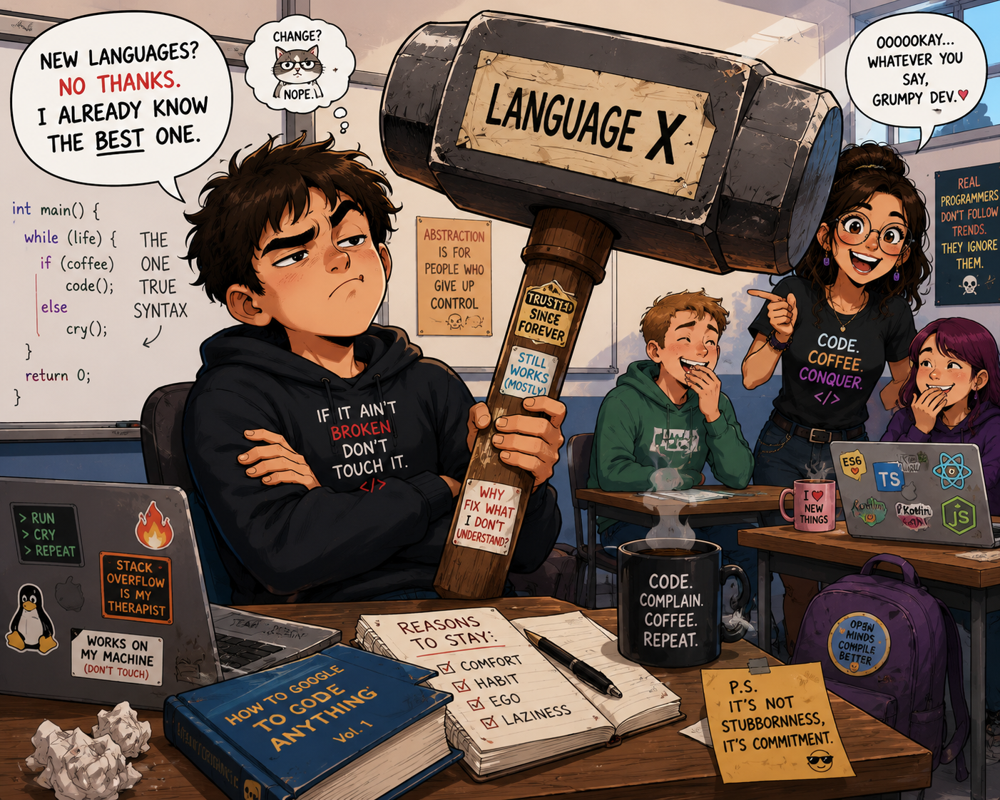 NEW LANGUAGES?
NO THANKS.
I ALREADY KNOW
THE BEST ONE.
CHANGE?
NOPE.
LANGUAGE X
OOOOOKAY...
WHATEVER YOU
SAY,
GRUMPY DEV.
int main() {
while (life) {
if (coffee)
code();
else
cry();
}
return 0;
}
THE
ONE
TRUE
SYNTAX
ABSTRACTION
IS FOR
PEOPLE WHO
GIVE UP
CONTROL
REAL
PROGRAMMERS
DON'T FOLLOW
TRENDS.
THEY IGNORE
THEM.
TRUSTED
SINCE
FOREVER
STILL
WORKS
(MOSTLY)
WHY
FIX WHAT
I DON'T
UNDERSTAND?
IF IT AIN'T
BROKEN
DON'T
TOUCH IT.
</>
CODE.
COFFEE.
CONQUER.
</>
> RUN
> CRY
> REPEAT
STACK
OVERFLOW
IS MY
THERAPIST
WORKS ON
MY MACHINE
(DON'T TOUCH)
HOW TO GOOGLE
TO CODE
ANYTHING
Vol. 1
REASONS
TO STAY:
COMFORT
HABIT
EGO
LAZINESS
CODE.
COMPLAIN.
COFFEE.
REPEAT.
I ❤ NEW
THINGS
ES6
TS
Kotlin
JS
OPEN
MINDS
COMPILE
BETTER
P.S.
IT'S NOT
STUBBORNNESS,
IT'S COMMITMENT.